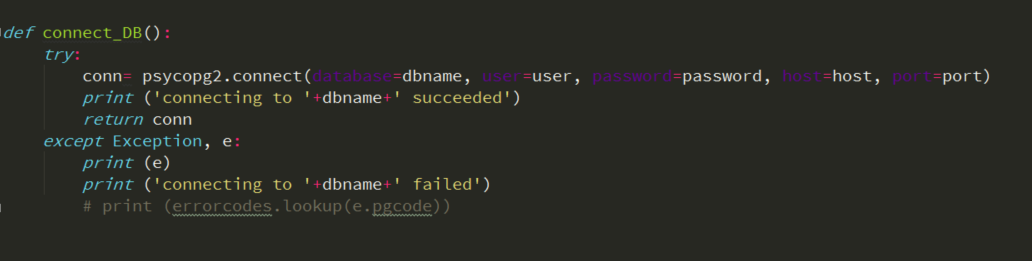 def connect_DB():
try:
conn= psycopg2.connect(database=dbname, user=user, password=password, host=host, port=port)
print ('connecting to '+dbname+' succeeded')
return conn
except Exception, e:
print (e)
print ('connecting to '+dbname+' failed')
# print (errorcodes.lookup(e.pgcode))